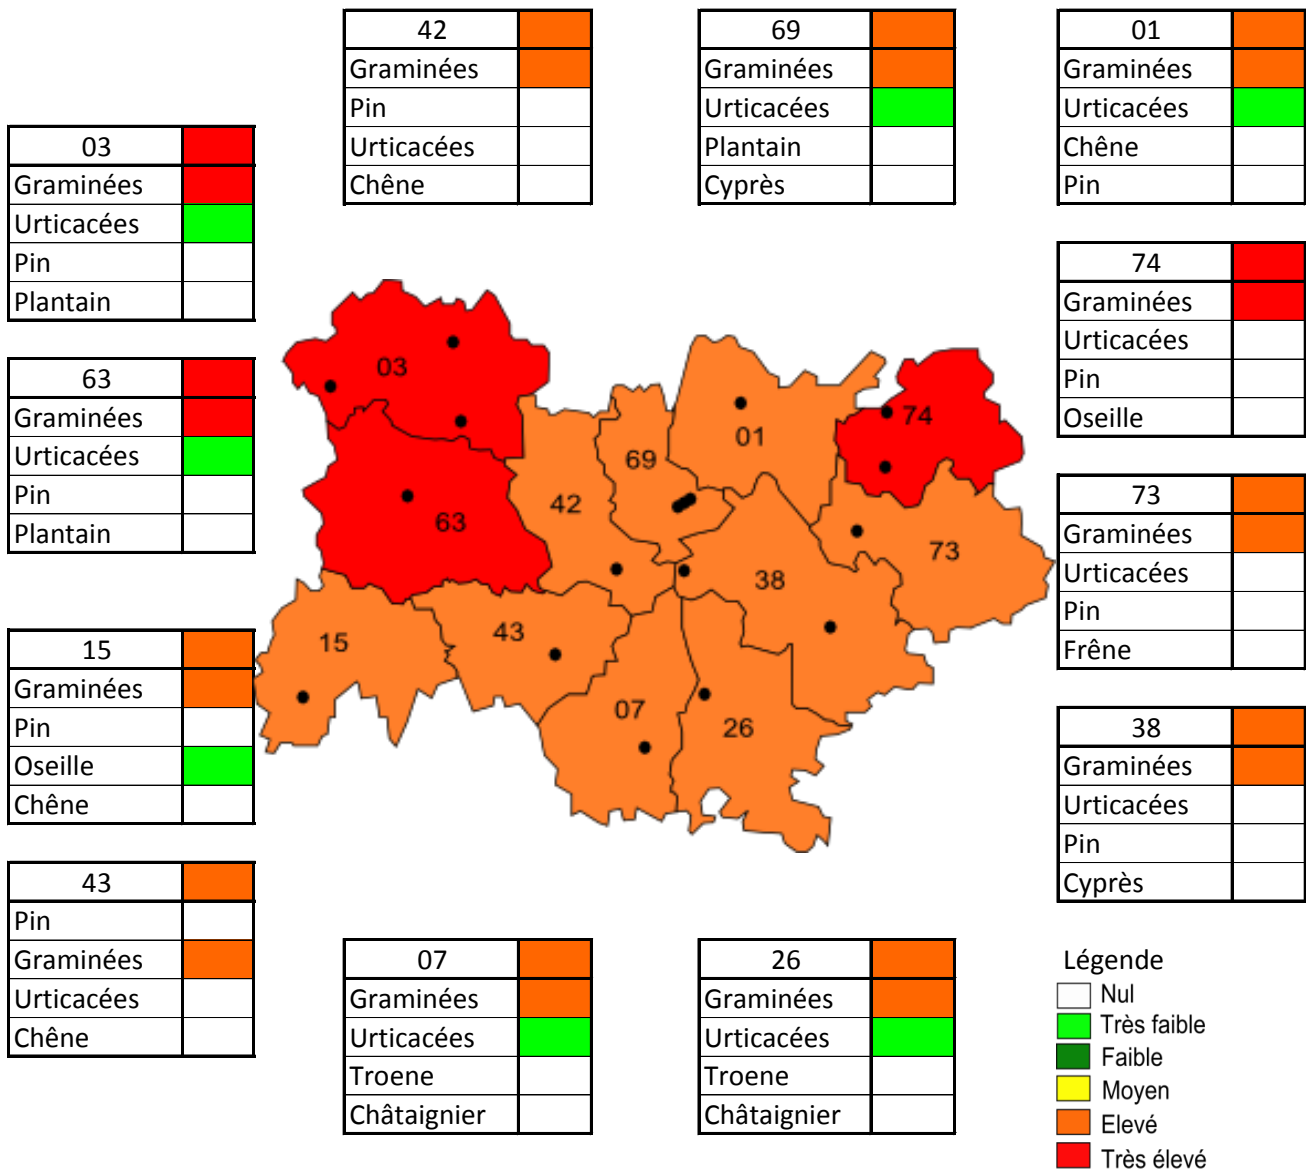 42
Graminées
Pin
Urticacées
Chêne
69
Graminées
Urticacées
Plantain
Cyprès
01
Graminées
Urticacées
Chêne
Pin
03
Graminées
Urticacées
Pin
Plantain
74
Graminées
Urticacées
Pin
Oseille
63
Graminées
Urticacées
Pin
Plantain
73
Graminées
Urticacées
Pin
Frêne
15
Graminées
Pin
Oseille
Chêne
38
Graminées
Urticacées
Pin
Cyprès
43
Pin
Graminées
Urticacées
Chêne
03
74
01
69
42
63
73
38
43
15
07
26
07
Graminées
Urticacées
Troene
Châtaignier
26
Graminées
Urticacées
Troene
Châtaignier
Légende
Nul
Très faible
Faible
Moyen
Elevé
Très élevé